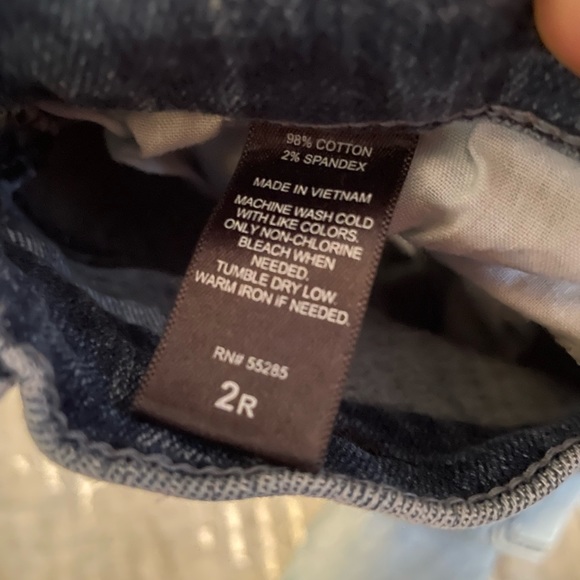 98% COTTON
2% SPANDEX
MADE IN VIETNAM
MACHINE WASH COLD
WITH LIKE COLORS.
ONLY NON-CHLORINE
BLEACH WHEN
NEEDED.
TUMBLE DRY LOW.
WARM IRON IF NEEDED.
RN# 55285
2R